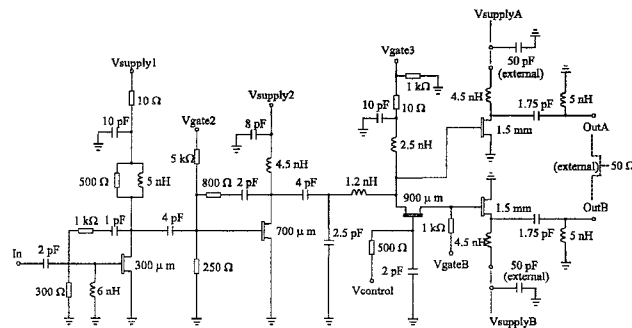 VsupplyA
50 pF
(external)
Vsupply1
Vgate3
1 kΩ
10 Ω
10 pF
Vgate2
Vsupply2
8 pF
10 pF
10 Ω
4.5 nH
1.75 pF
5 nH
OutA
1.5 mm
5 kΩ
4.5 nH
2.5 nH
500 Ω
5 nH
800 Ω
2 pF
4 pF
1.2 nH
(external)
50 Ω
1 kΩ
1 pF
4 pF
900 μm
1.5 mm
OutB
700 μm
2.5 pF
1 kΩ
4.5 nH
1.75 pF
5 nH
In
2 pF
300 μm
250 Ω
500 Ω
2 pF
VgateB
300 Ω
6 nH
Vcontrol
50 pF
(external)
VsupplyB